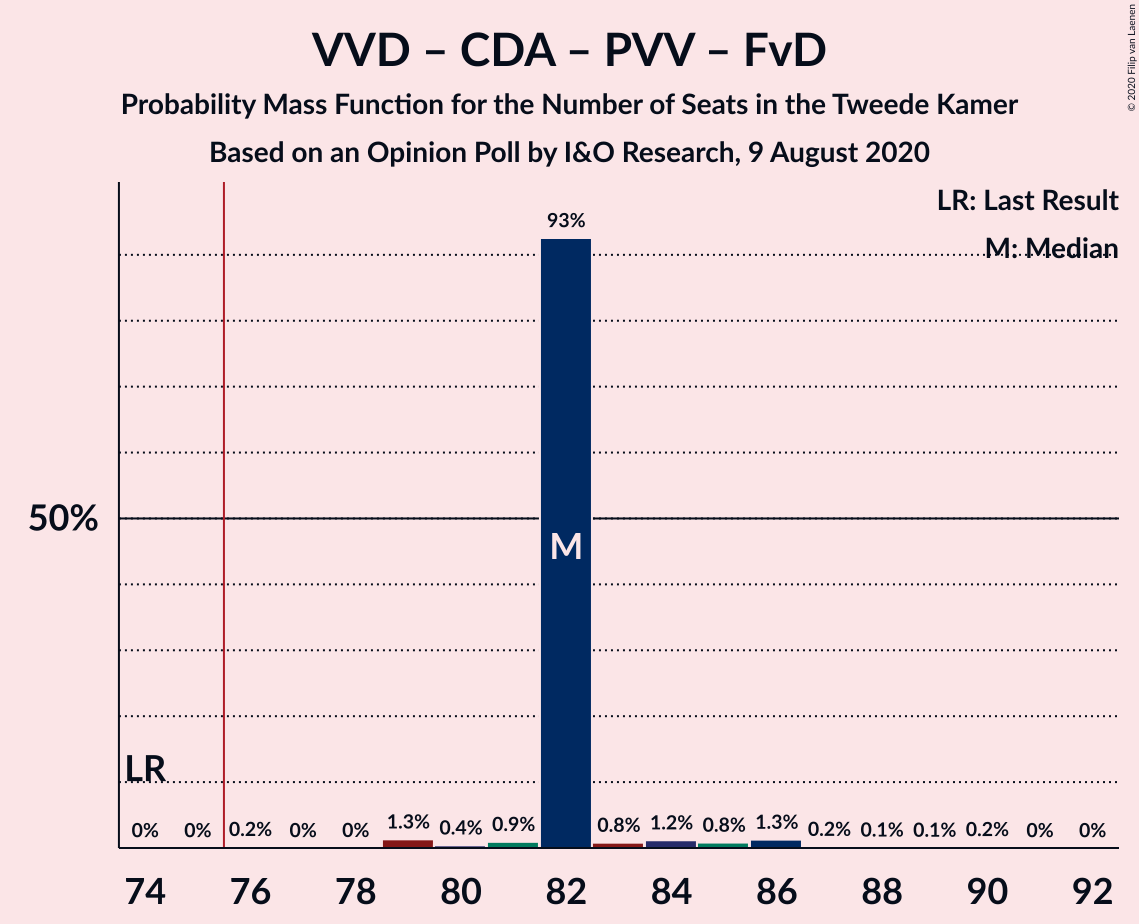 VVD – CDA – PVV – FvD
Probability Mass Function for the Number of Seats in the Tweede Kamer
Based on an Opinion Poll by I&O Research, 9 August 2020
© 2020 Filip van Laenen
LR: Last Result
M: Median
93%
50%
M
LR
0% 0% 0.2% 0% 0% 1.3% 0.4% 0.9% 0.8% 1.2% 0.8% 1.3% 0.2% 0.1% 0.1% 0.2% 0% 0%
74 76 78 80 82 84 86 88 90 92